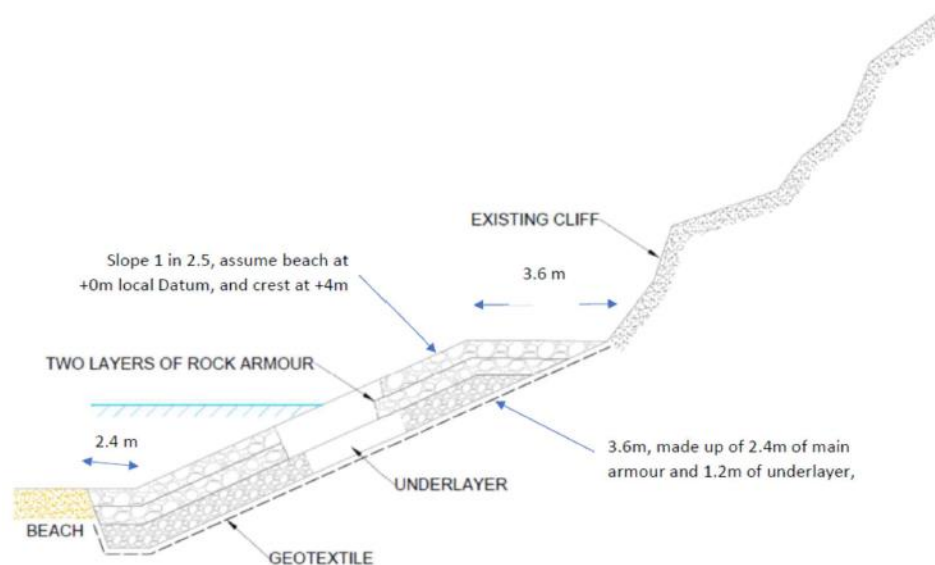 EXISTING CLIFF
Slope 1 in 2.5, assume beach at
+0m local Datum, and crest at +4m
3.6 m
TWO LAYERS OF ROCK ARMOUR
2.4 m
3.6m, made up of 2.4m of main
armour and 1.2m of underlayer,
UNDERLAYER
BEACH
GEOTEXTILE